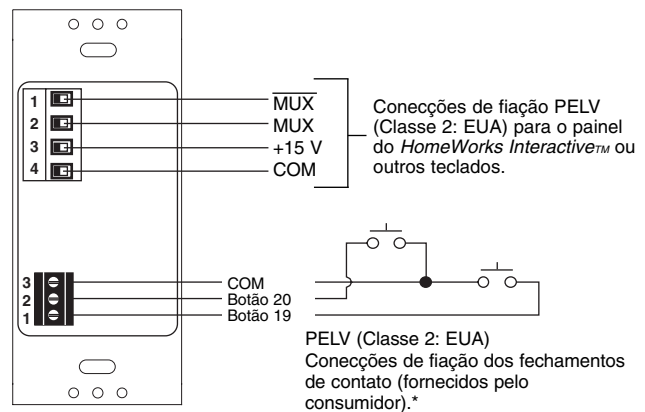 1 MUX
2 MUX
3 +15 V
4 COM
Conecções de fiação PELV
(Classe 2: EUA) para o painel
do HomeWorks Interactive™ ou
outros teclados.
3 COM
2 Botão 20
1 Botão 19
PELV (Classe 2: EUA)
Conecções de fiação dos fechamentos
de contato (fornecidos pelo
consumidor).*